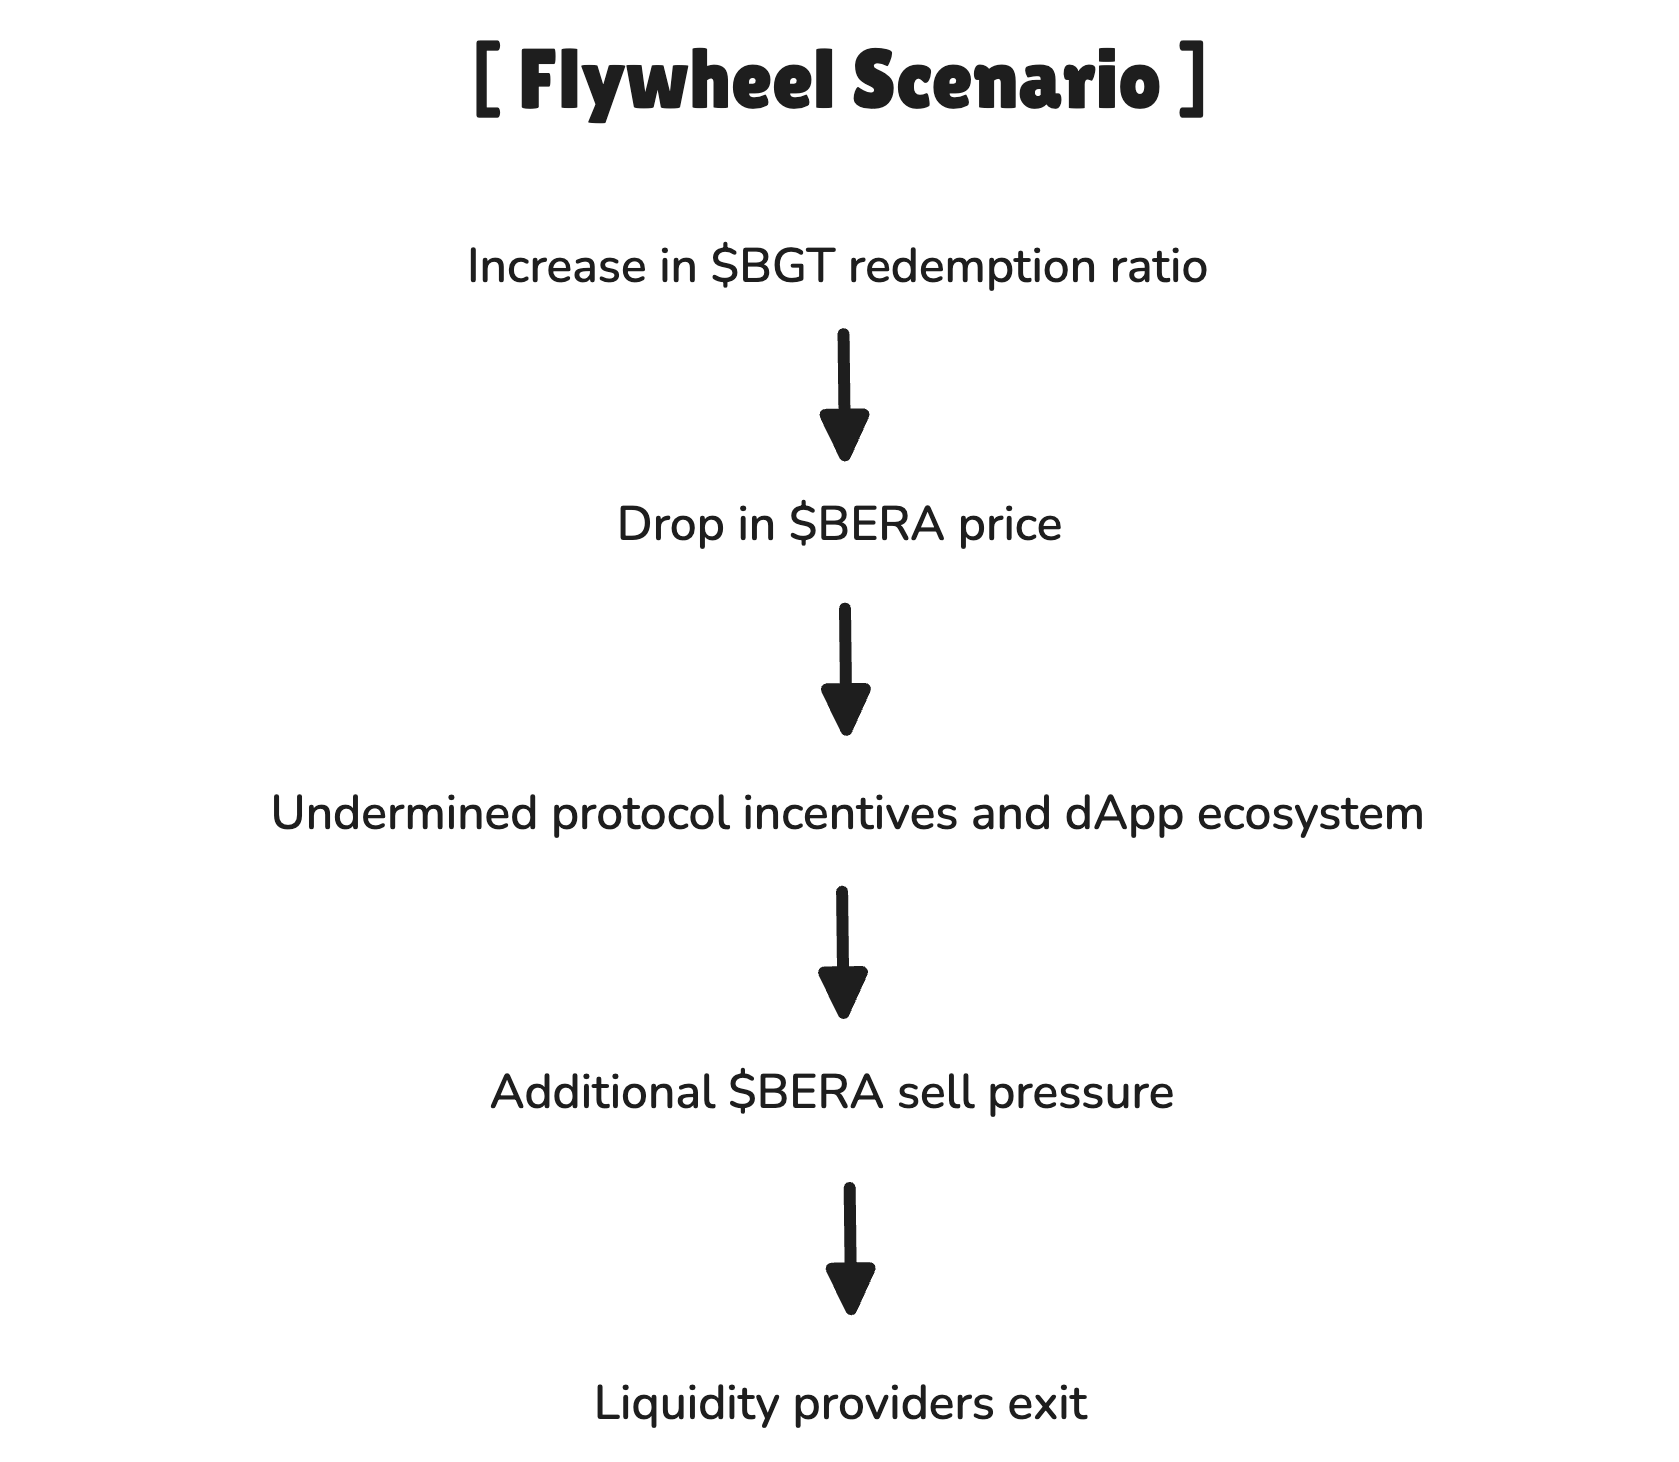 [ Flywheel Scenario ]
Increase in $BGT redemption ratio
Drop in $BERA price
Undermined protocol incentives and dApp ecosystem
Additional $BERA sell pressure
Liquidity providers exit